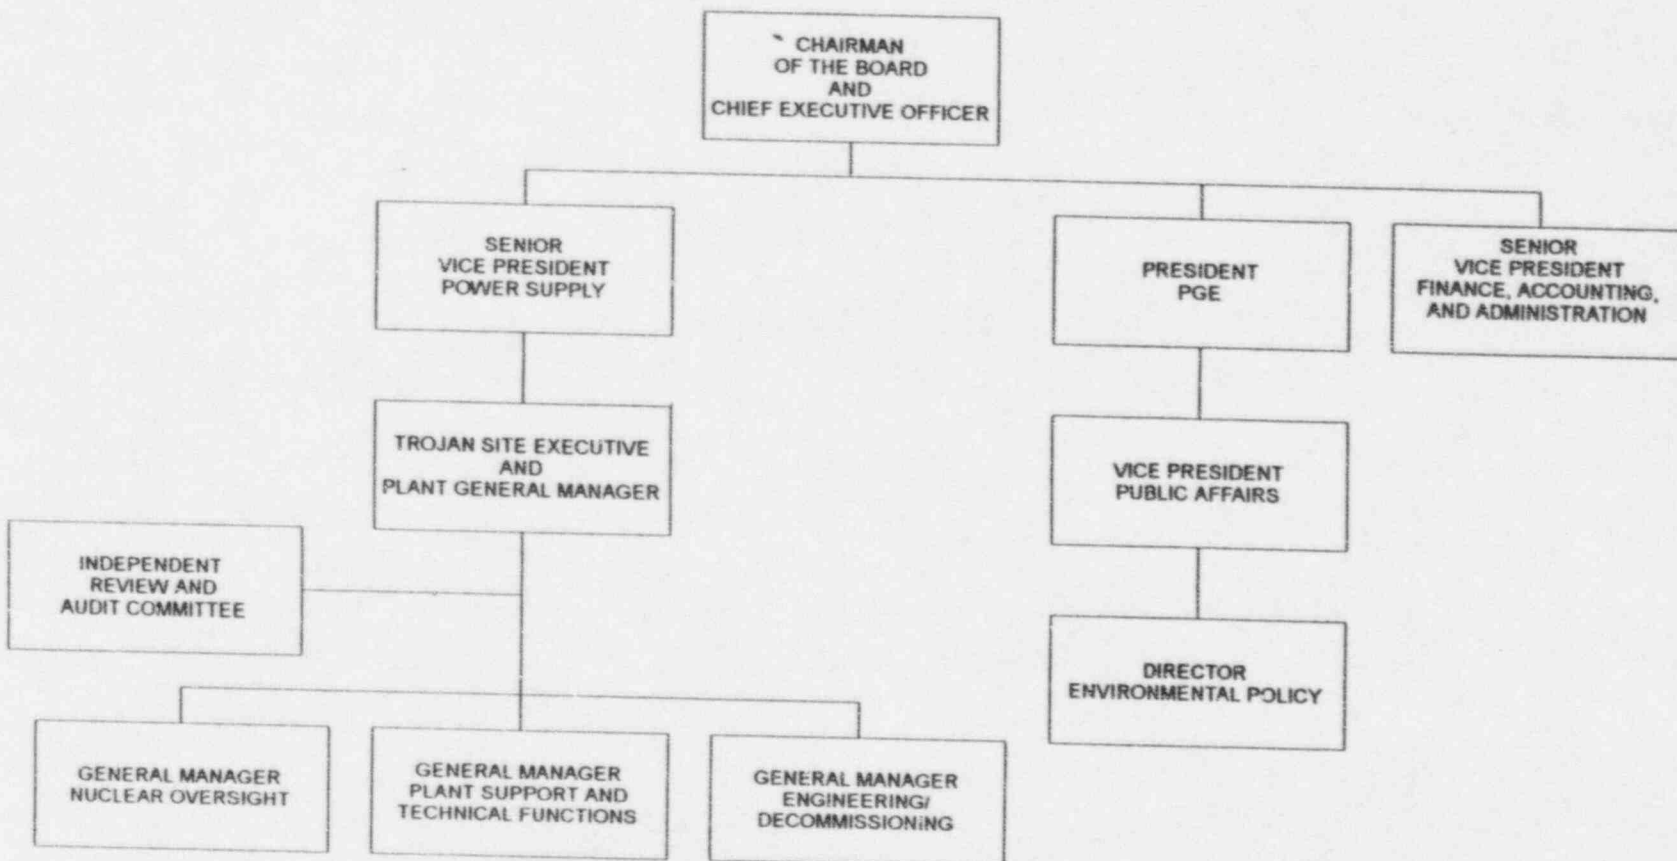 CHAIRMAN
OF THE BOARD
AND
CHIEF EXECUTIVE OFFICER
SENIOR
VICE PRESIDENT
POWER SUPPLY
PRESIDENT
PGE
SENIOR
VICE PRESIDENT
FINANCE, ACCOUNTING,
AND ADMINISTRATION
TROJAN SITE EXECUTIVE
AND
PLANT GENERAL MANAGER
VICE PRESIDENT
PUBLIC AFFAIRS
INDEPENDENT
REVIEW AND
AUDIT COMMITTEE
DIRECTOR
ENVIRONMENTAL POLICY
GENERAL MANAGER
NUCLEAR OVERSIGHT
GENERAL MANAGER
PLANT SUPPORT AND
TECHNICAL FUNCTIONS
GENERAL MANAGER
ENGINEERING/
DECOMMISSIONING